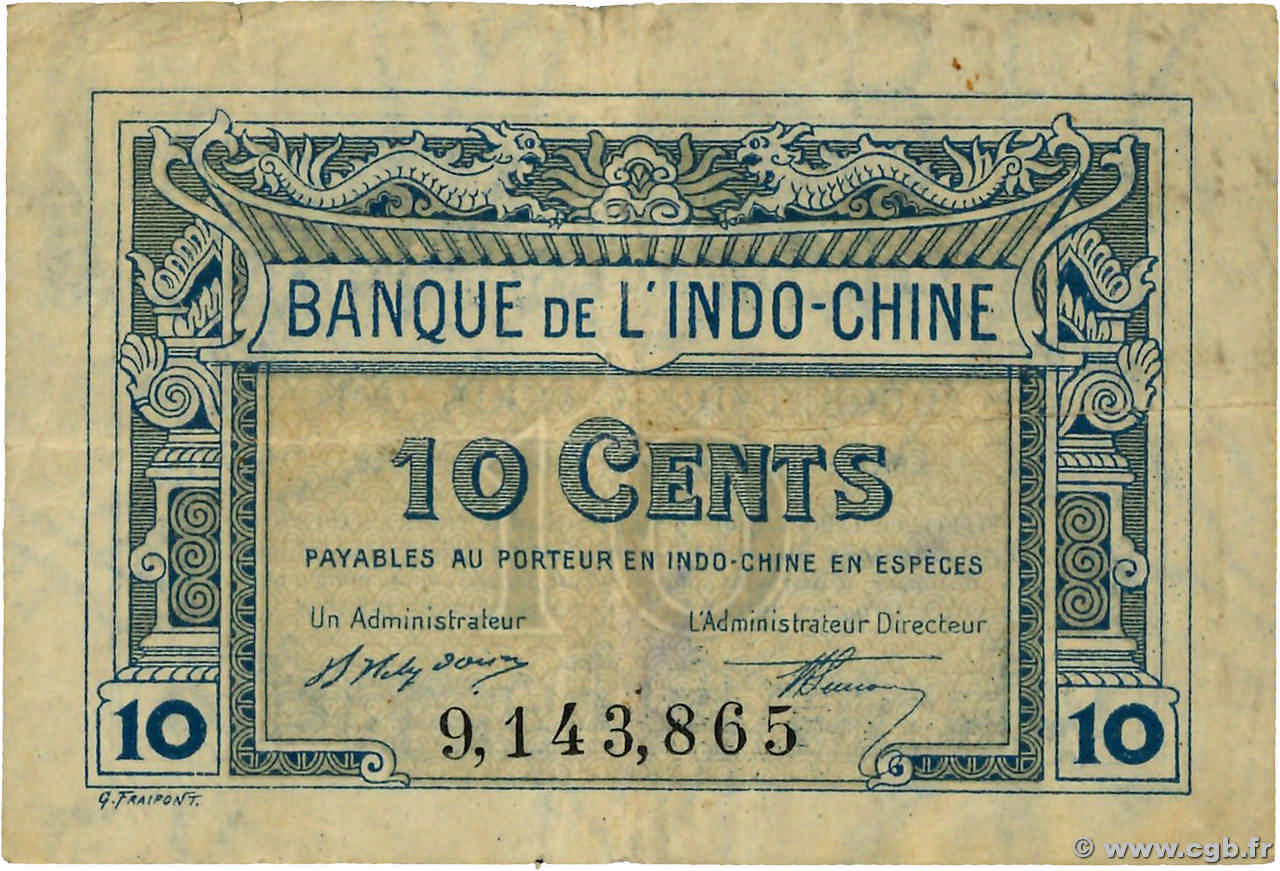 BANQUE DE L'INDO-CHINE
10 CENTS
PAYABLES AU PORTEUR EN INDO-CHINE EN ESPÈCES
Un Administrateur L'Administrateur Directeur
9,143,865
10 10
G. FRAIPONT.
© www.cgb.fr